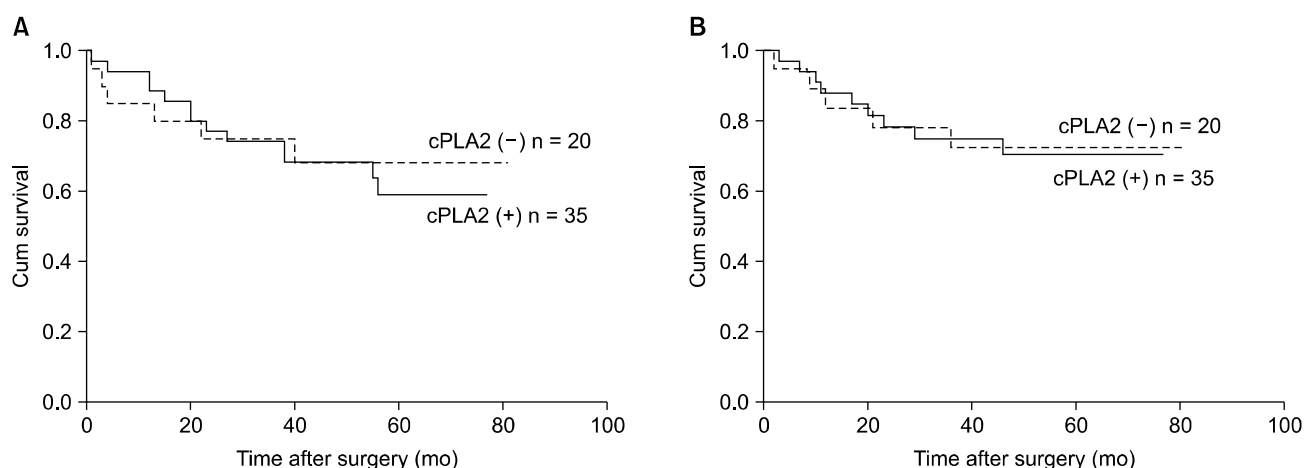 A
Cum survival
1.0
0.8
0.6
0.4
0.2
0.0
cPLA2 (−) n = 20
cPLA2 (+) n = 35
0 20 40 60 80 100
Time after surgery (mo)
B
Cum survival
1.0
0.8
0.6
0.4
0.2
0.0
cPLA2 (−) n = 20
cPLA2 (+) n = 35
0 20 40 60 80 100
Time after surgery (mo)